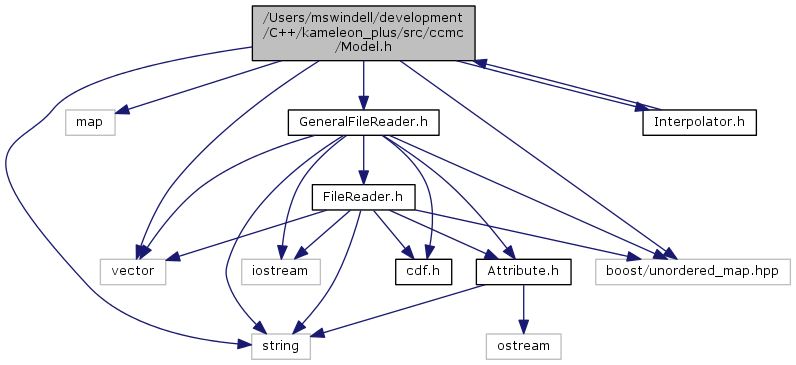 /Users/mswindell/development
/C++/kameleon_plus/src/ccmc
/Model.h
map
GeneralFileReader.h
Interpolator.h
FileReader.h
vector
iostream
cdf.h
Attribute.h
boost/unordered_map.hpp
string
ostream